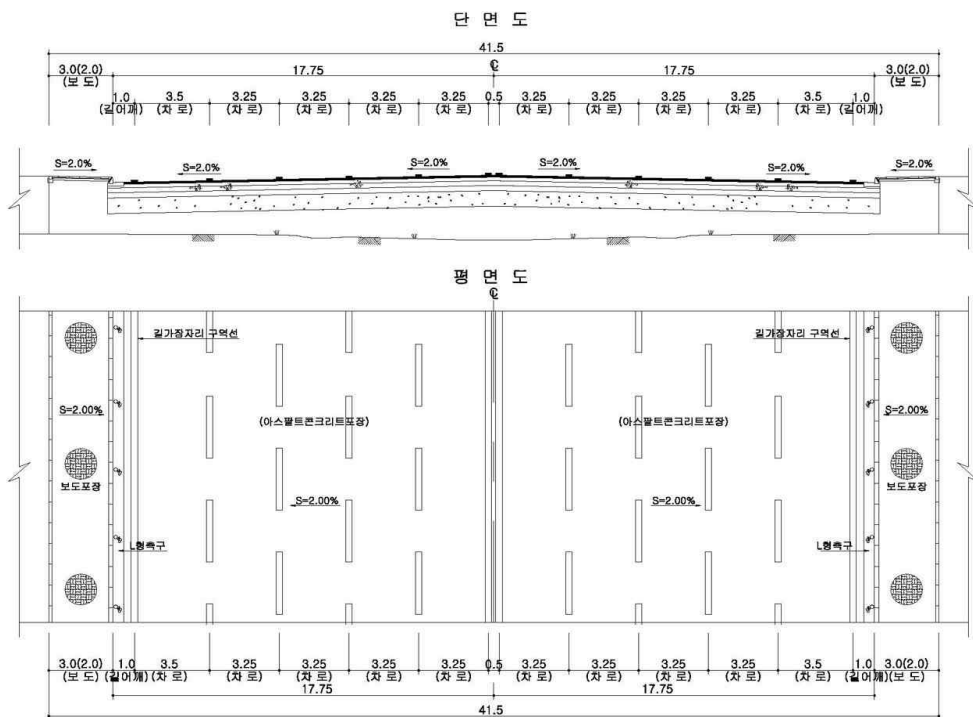 단 면 도
41.5
℄
3.0(2.0) 17.75 17.75 3.0(2.0)
(보 도) (보 도)
1.0 3.5 3.25 3.25 3.25 3.25 0.5 3.25 3.25 3.25 3.25 3.5 1.0
(길어깨) (차 로) (차 로) (차 로) (차 로) (차 로) (차 로) (차 로) (차 로) (차 로) (차 로) (길어깨)
S=2.0% S=2.0% S=2.0% S=2.0% S=2.0% S=2.0%
평 면 도
℄
길가장자리 구역선 길가장자리 구역선
S=2.00% (아스팔트콘크리트포장) (아스팔트콘크리트포장) S=2.00%
보도포장 S=2.00% S=2.00% 보도포장
L형측구 L형측구
3.0(2.0) 1.0 3.5 3.25 3.25 3.25 3.25 0.5 3.25 3.25 3.25 3.25 3.5 1.0 3.0(2.0)
(보 도) (길어깨) (차 로) (차 로) (차 로) (차 로) (차 로) (차 로) (차 로) (차 로) (차 로) (차 로) (길어깨) (보 도)
17.75 17.75
41.5